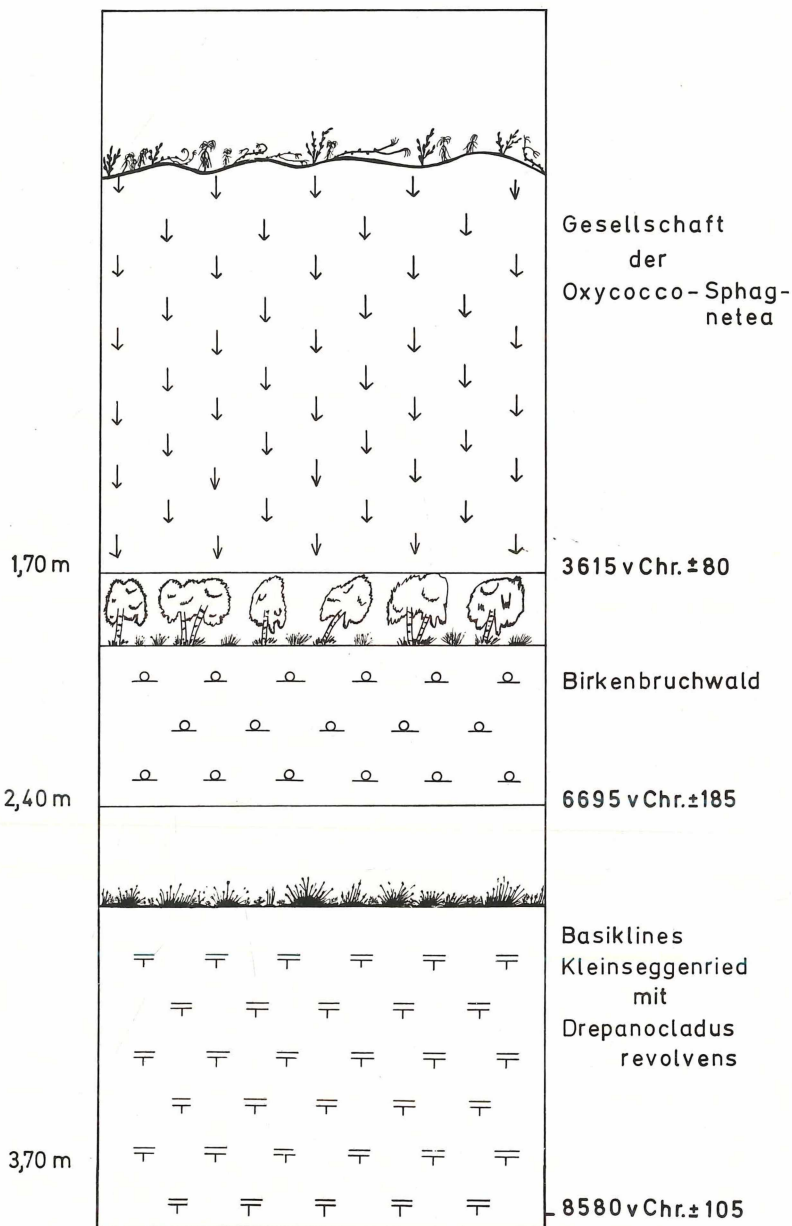 Gesellschaft
der
Oxycocco-Sphag-
netea
1,70 m
3615 v Chr. ± 80
Birkenbruchwald
2,40 m
6695 v Chr. ± 185
Basiklines
Kleinseggenried
mit
Drepanocladus
revolvens
3,70 m
8580 v Chr. ± 105